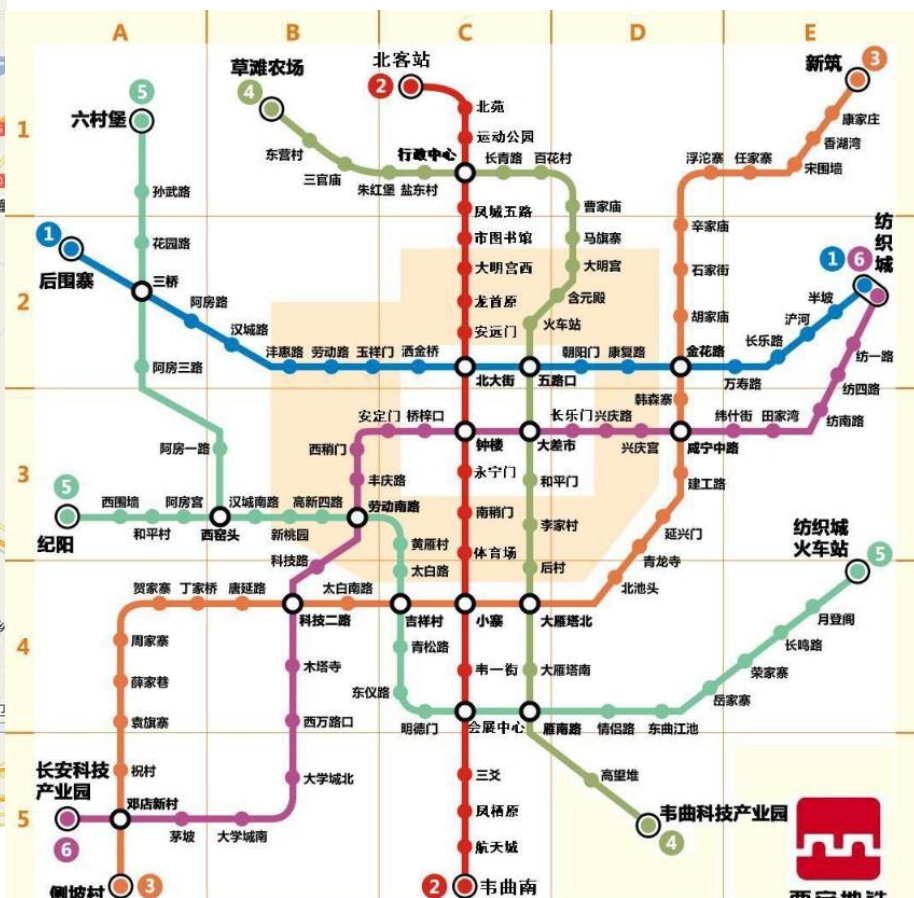 A
B
C
D
E
1
2
3
4
5
北客站
2
草滩农场
4
新筑
3
5
六村堡
北苑
康家庄
运动公园
香湖湾
行政中心
长青路
百花村
浮沱寨
任家寨
宋围墙
东营村
三官庙
朱红堡
盐东村
孙武路
凤城五路
曹家庙
辛家庙
纺织城
1
花园路
市图书馆
马旗寨
1
6
后围寨
三桥
大明宫西
大明宫
石家街
半坡
阿房路
龙首原
含元殿
浐河
汉城路
安远门
火车站
胡家庙
长乐路
沣惠路
劳动路
玉祥门
洒金桥
朝阳门
康复路
金花路
纺一路
阿房三路
北大街
五路口
万寿路
纺四路
韩森寨
安定门
桥梓口
长乐门
兴庆路
纬什街
田家湾
纺南路
阿房一路
西稍门
钟楼
大差市
兴庆宫
咸宁中路
丰庆路
永宁门
和平门
建工路
5
西围墙
阿房宫
汉城南路
高新四路
劳动南路
南稍门
李家村
延兴门
纪阳
和平村
西窑头
新桃园
黄雁村
体育场
青龙寺
纺织城
火车站
5
科技路
太白路
后村
北池头
贺家寨
丁家桥
唐延路
太白南路
月登阁
科技二路
吉祥村
小寨
大雁塔北
周家寨
青松路
长鸣路
木塔寺
韦一街
大雁塔南
荣家寨
薛家巷
东仪路
岳家寨
袁旗寨
西万路口
明德门
会展中心
雁南路
情侣路
东曲江池
长安科技
产业园
祝村
大学城北
三爻
高望堆
邓店新村
凤栖原
韦曲科技产业园
6
茅坡
大学城南
航天城
4
侧坡村
3
2
韦曲南
西安地铁